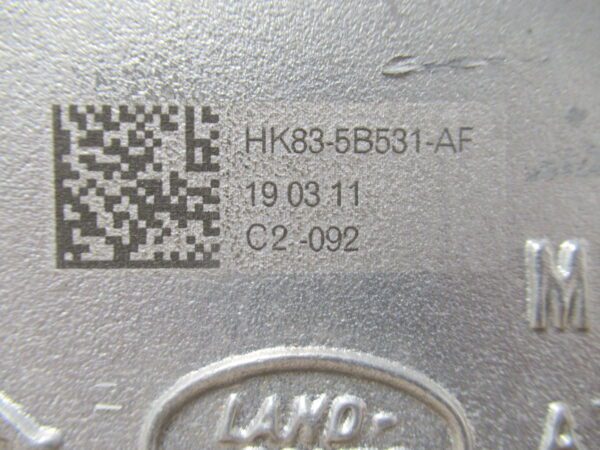 HK83-5B531-AF
19 03 11
C2-092
M
LAND-